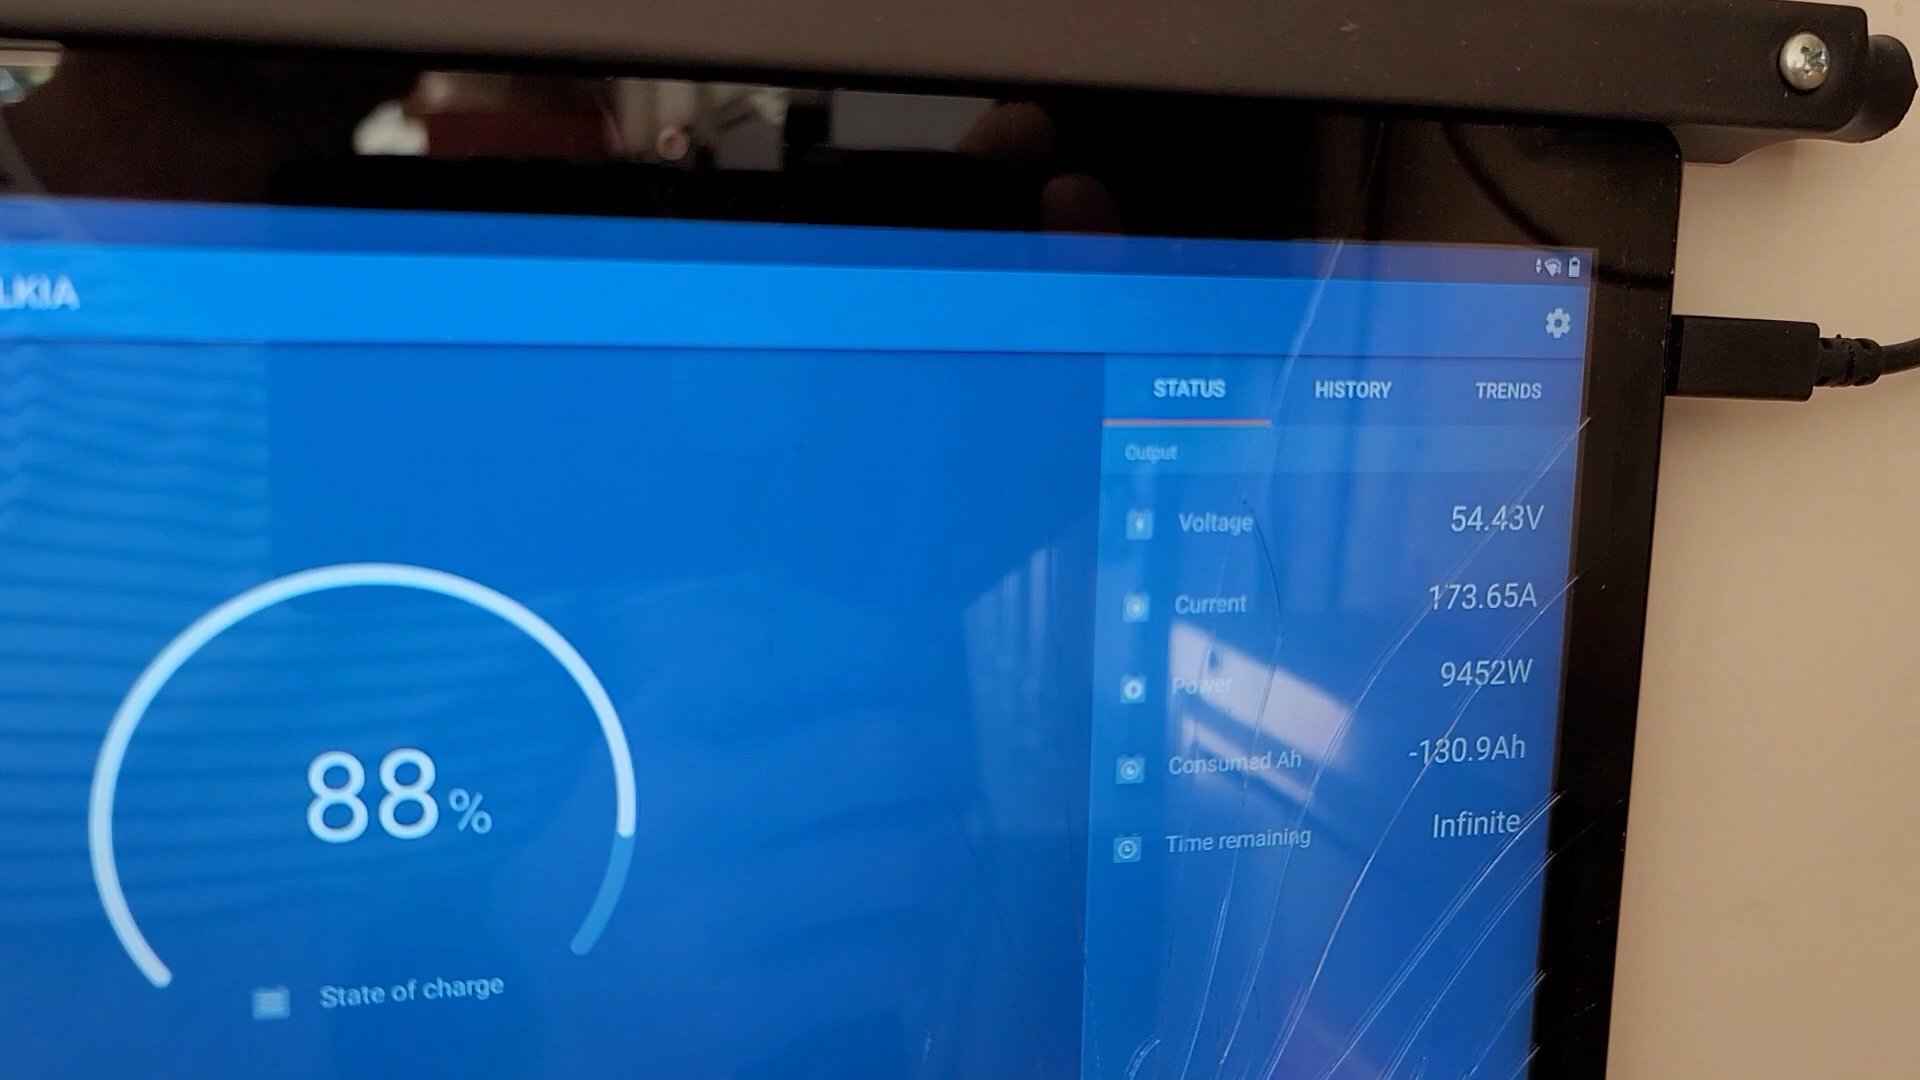 LKIA
STATUS HISTORY TRENDS
Output
Voltage 54.43V
Current 173.65A
Power 9452W
Consumed Ah -130.9Ah
Time remaining Infinite
88%
State of charge